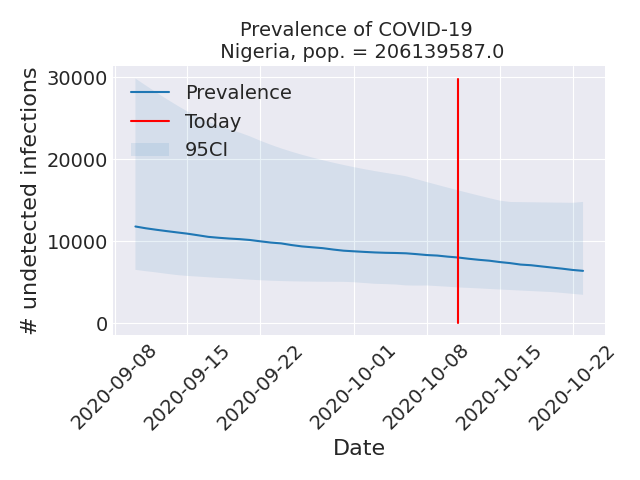 Prevalence of COVID-19
Nigeria, pop. = 206139587.0
# undetected infections
30000
20000
10000
0
Prevalence
Today
95CI
2020-09-08
2020-09-15
2020-09-22
2020-10-01
2020-10-08
2020-10-15
2020-10-22
Date